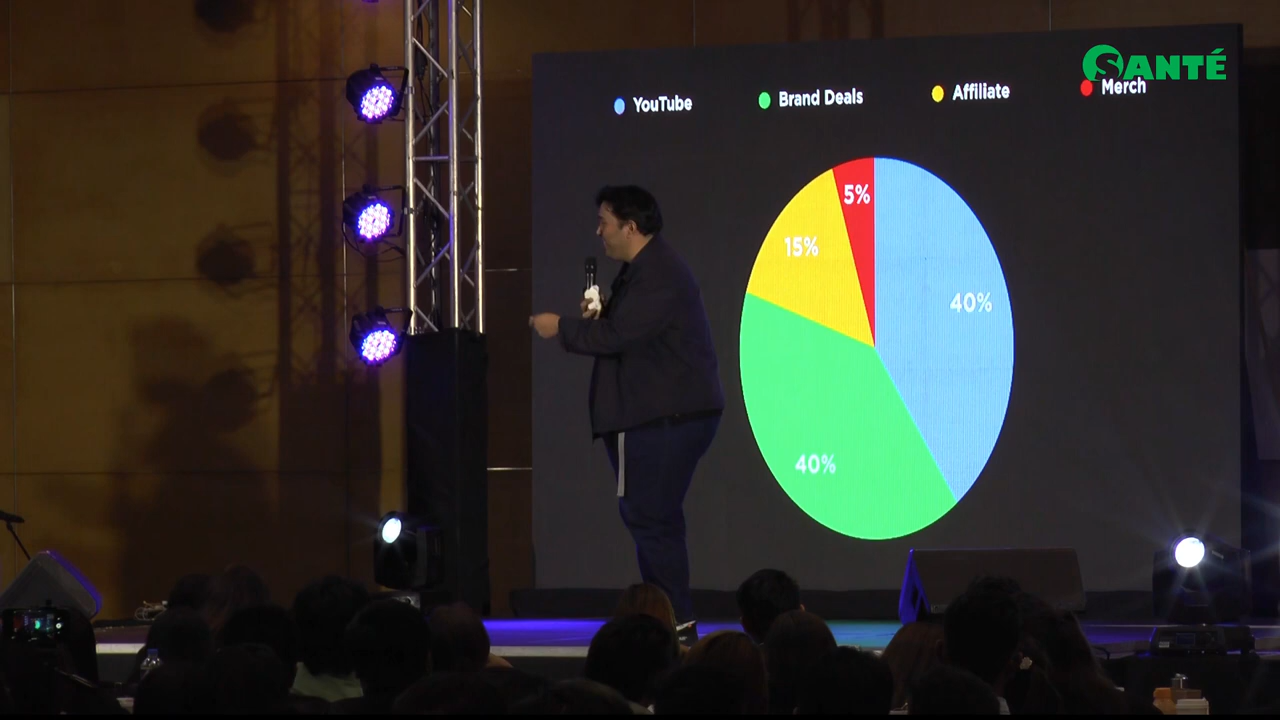 SANTÉ
YouTube
Brand Deals
Affiliate
Merch
5%
15%
40%
40%